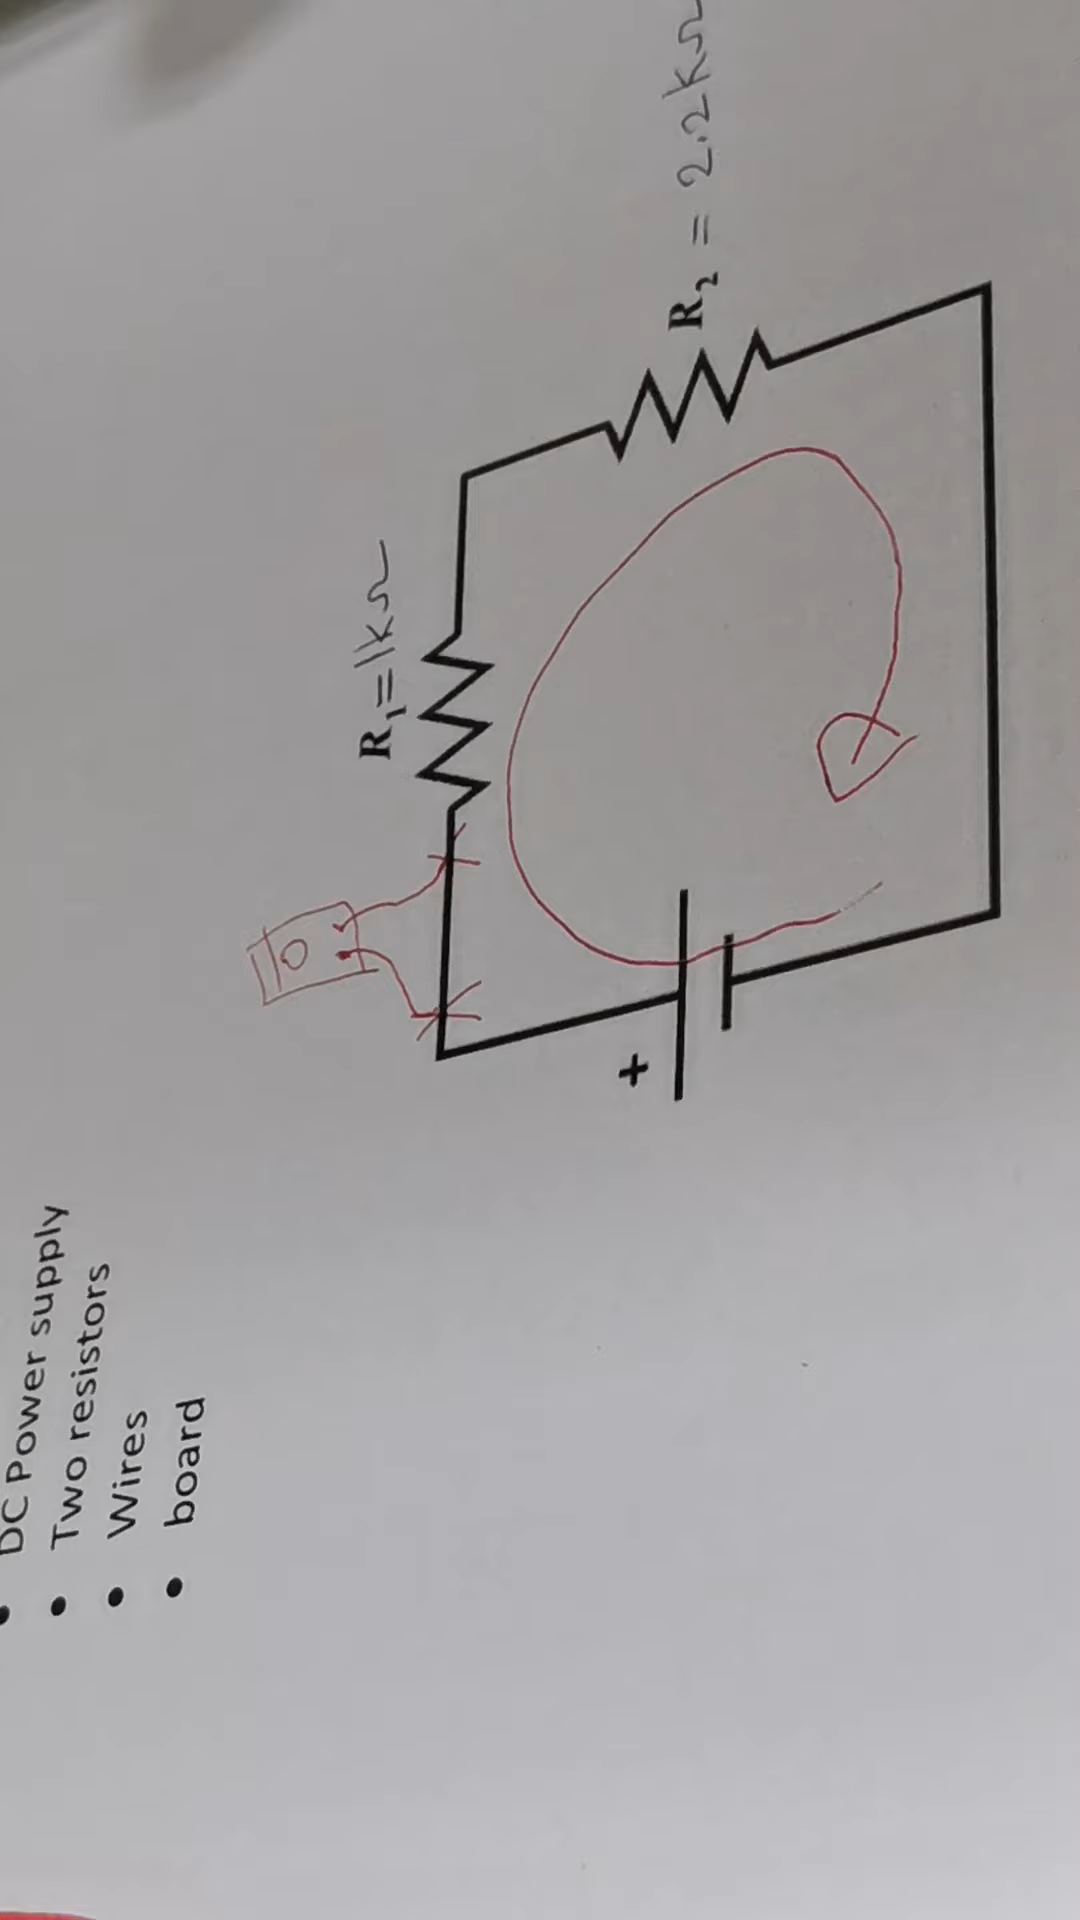 DC Power supply
Two resistors
Wires
board
R₁=1kΩ
R₂ = 2.2kΩ
+